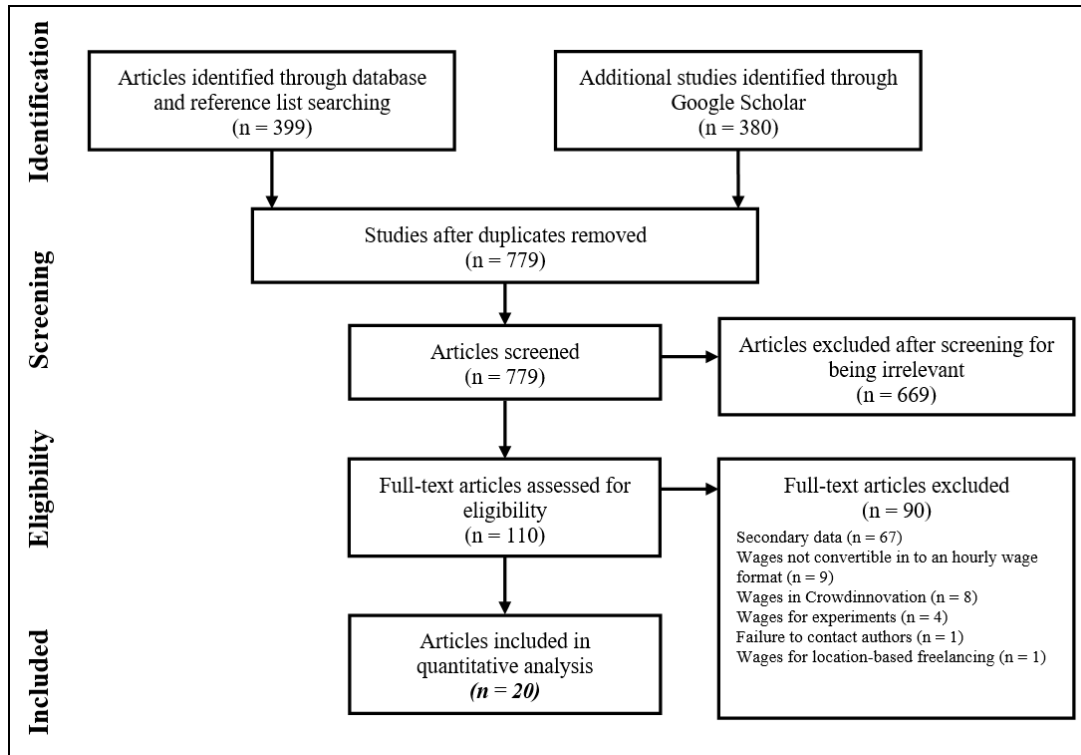 Identification
Articles identified through database
and reference list searching
(n = 399)
Additional studies identified through
Google Scholar
(n = 380)
Studies after duplicates removed
(n = 779)
Screening
Articles screened
(n = 779)
Articles excluded after screening for
being irrelevant
(n = 669)
Eligibility
Full-text articles assessed for
eligibility
(n = 110)
Full-text articles excluded
(n = 90)
Secondary data (n = 67)
Wages not convertible in to an hourly wage
format (n = 9)
Wages in Crowdinnovation (n = 8)
Wages for experiments (n = 4)
Failure to contact authors (n = 1)
Wages for location-based freelancing (n = 1)
Included
Articles included in
quantitative analysis
(n = 20)